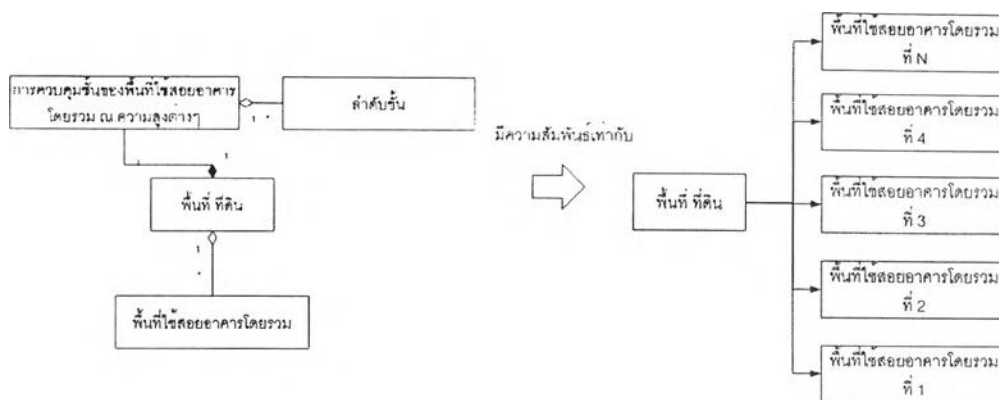 การควบคุมชั้นของพื้นที่ใช้สอยอาคาร
โดยรวม ณ ความสูงต่างๆ
1
*
ลำดับชั้น
1
1
พื้นที่ ที่ดิน
1
*
พื้นที่ใช้สอยอาคารโดยรวม
มีความสัมพันธ์เท่ากับ
พื้นที่ ที่ดิน
พื้นที่ใช้สอยอาคารโดยรวม
ที่ N
พื้นที่ใช้สอยอาคารโดยรวม
ที่ 4
พื้นที่ใช้สอยอาคารโดยรวม
ที่ 3
พื้นที่ใช้สอยอาคารโดยรวม
ที่ 2
พื้นที่ใช้สอยอาคารโดยรวม
ที่ 1